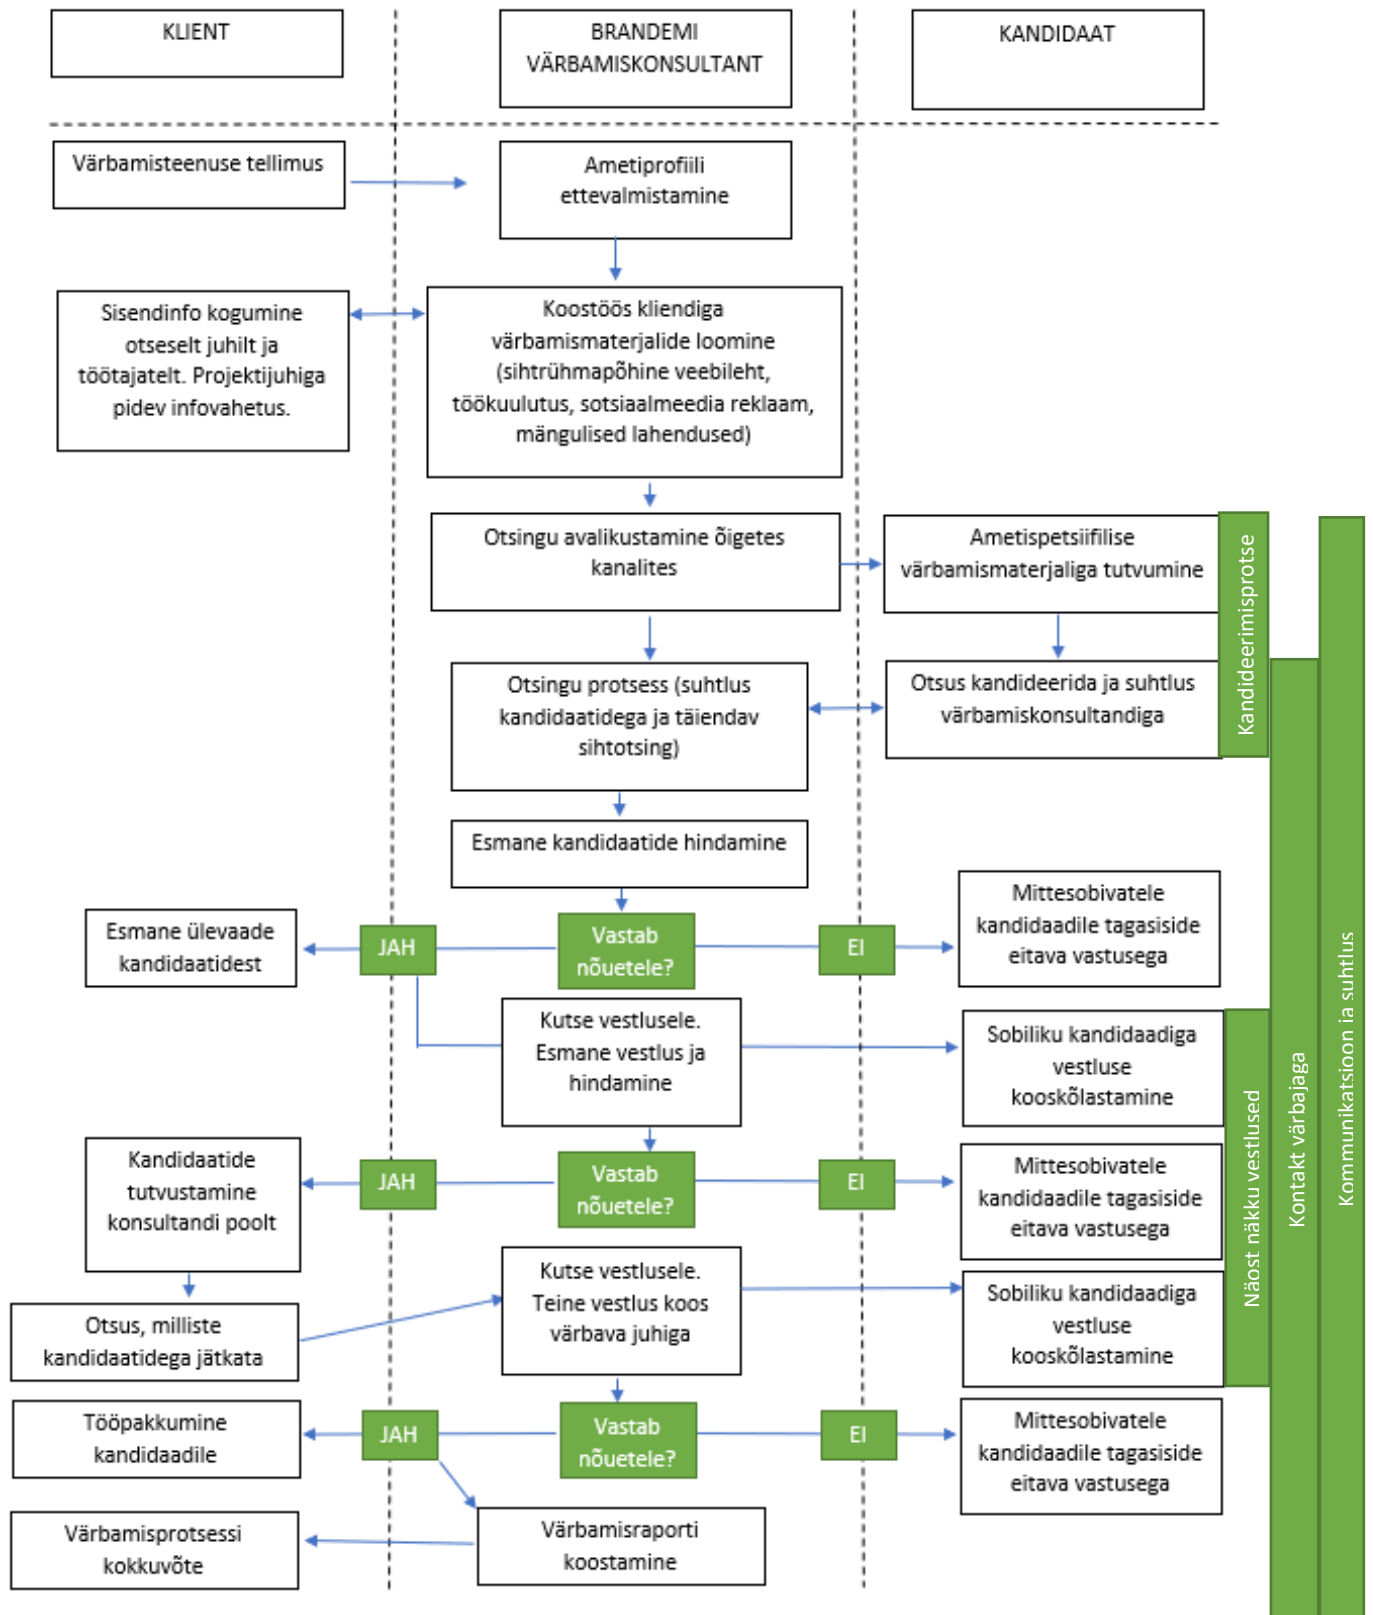 KLIENT
BRANDEMI
VÄRBAMISKONSULTANT
KANDIDAAT
Värbamisteenuse tellimus
Ametiprofiili
ettevalmistamine
Sisendinfo kogumine
otseselt juhilt ja
töötajatelt. Projektijuhiga
pidev infovahetus.
Koostöös kliendiga
värbamismaterjalide loomine
(sihtrühmapõhine veebileht,
töökuulutus, sotsiaalmeedia reklaam,
mängulised lahendused)
Otsingu avalikustamine õigetes
kanalites
Ametispetsiifilise
värbamismaterjaliga tutvumine
Otsingu protsess (suhtlus
kandidaatidega ja täiendav
sihtotsing)
Otsus kandideerida ja suhtlus
värbamiskonsultandiga
Kandideerimisprotse
Esmane kandidaatide hindamine
Esmane ülevaade
kandidaatidest
JAH
Vastab
nõuetele?
EI
Mittesobivatele
kandidaadile tagasiside
eitava vastusega
Kutse vestlusele.
Esmane vestlus ja
hindamine
Sobiliku kandidaadiga
vestluse
kooskõlastamine
Kandidaatide
tutvustamine
konsultandi poolt
JAH
Vastab
nõuetele?
EI
Mittesobivatele
kandidaadile tagasiside
eitava vastusega
Otsus, milliste
kandidaatidega jätkata
Kutse vestlusele.
Teine vestlus koos
värbava juhiga
Sobiliku kandidaadiga
vestluse
kooskõlastamine
Näost näkku vestlused
Kontakt värbajaga
Kommunikatsioon ja suhtlus
Tööpakkumine
kandidaadile
JAH
Vastab
nõuetele?
EI
Mittesobivatele
kandidaadile tagasiside
eitava vastusega
Värbamisprotsessi
kokkuvõte
Värbamisraporti
koostamine